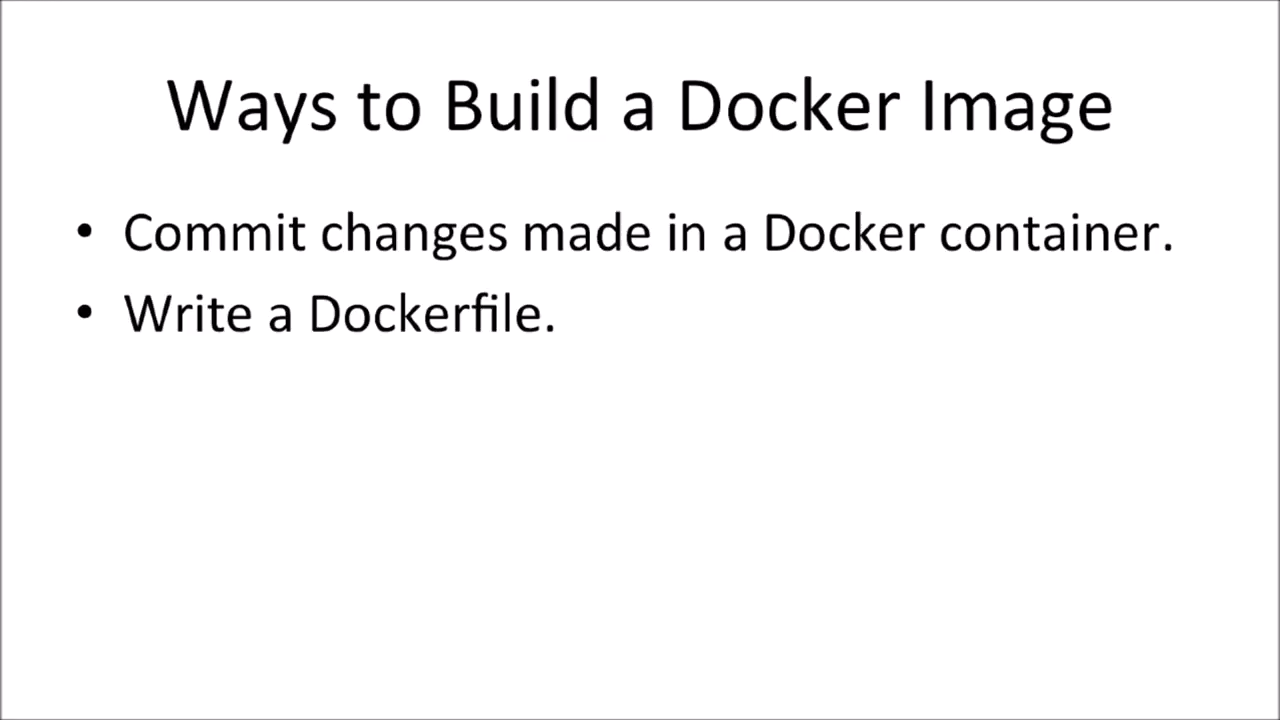 Ways to Build a Docker Image
• Commit changes made in a Docker container.
• Write a Dockerfile.